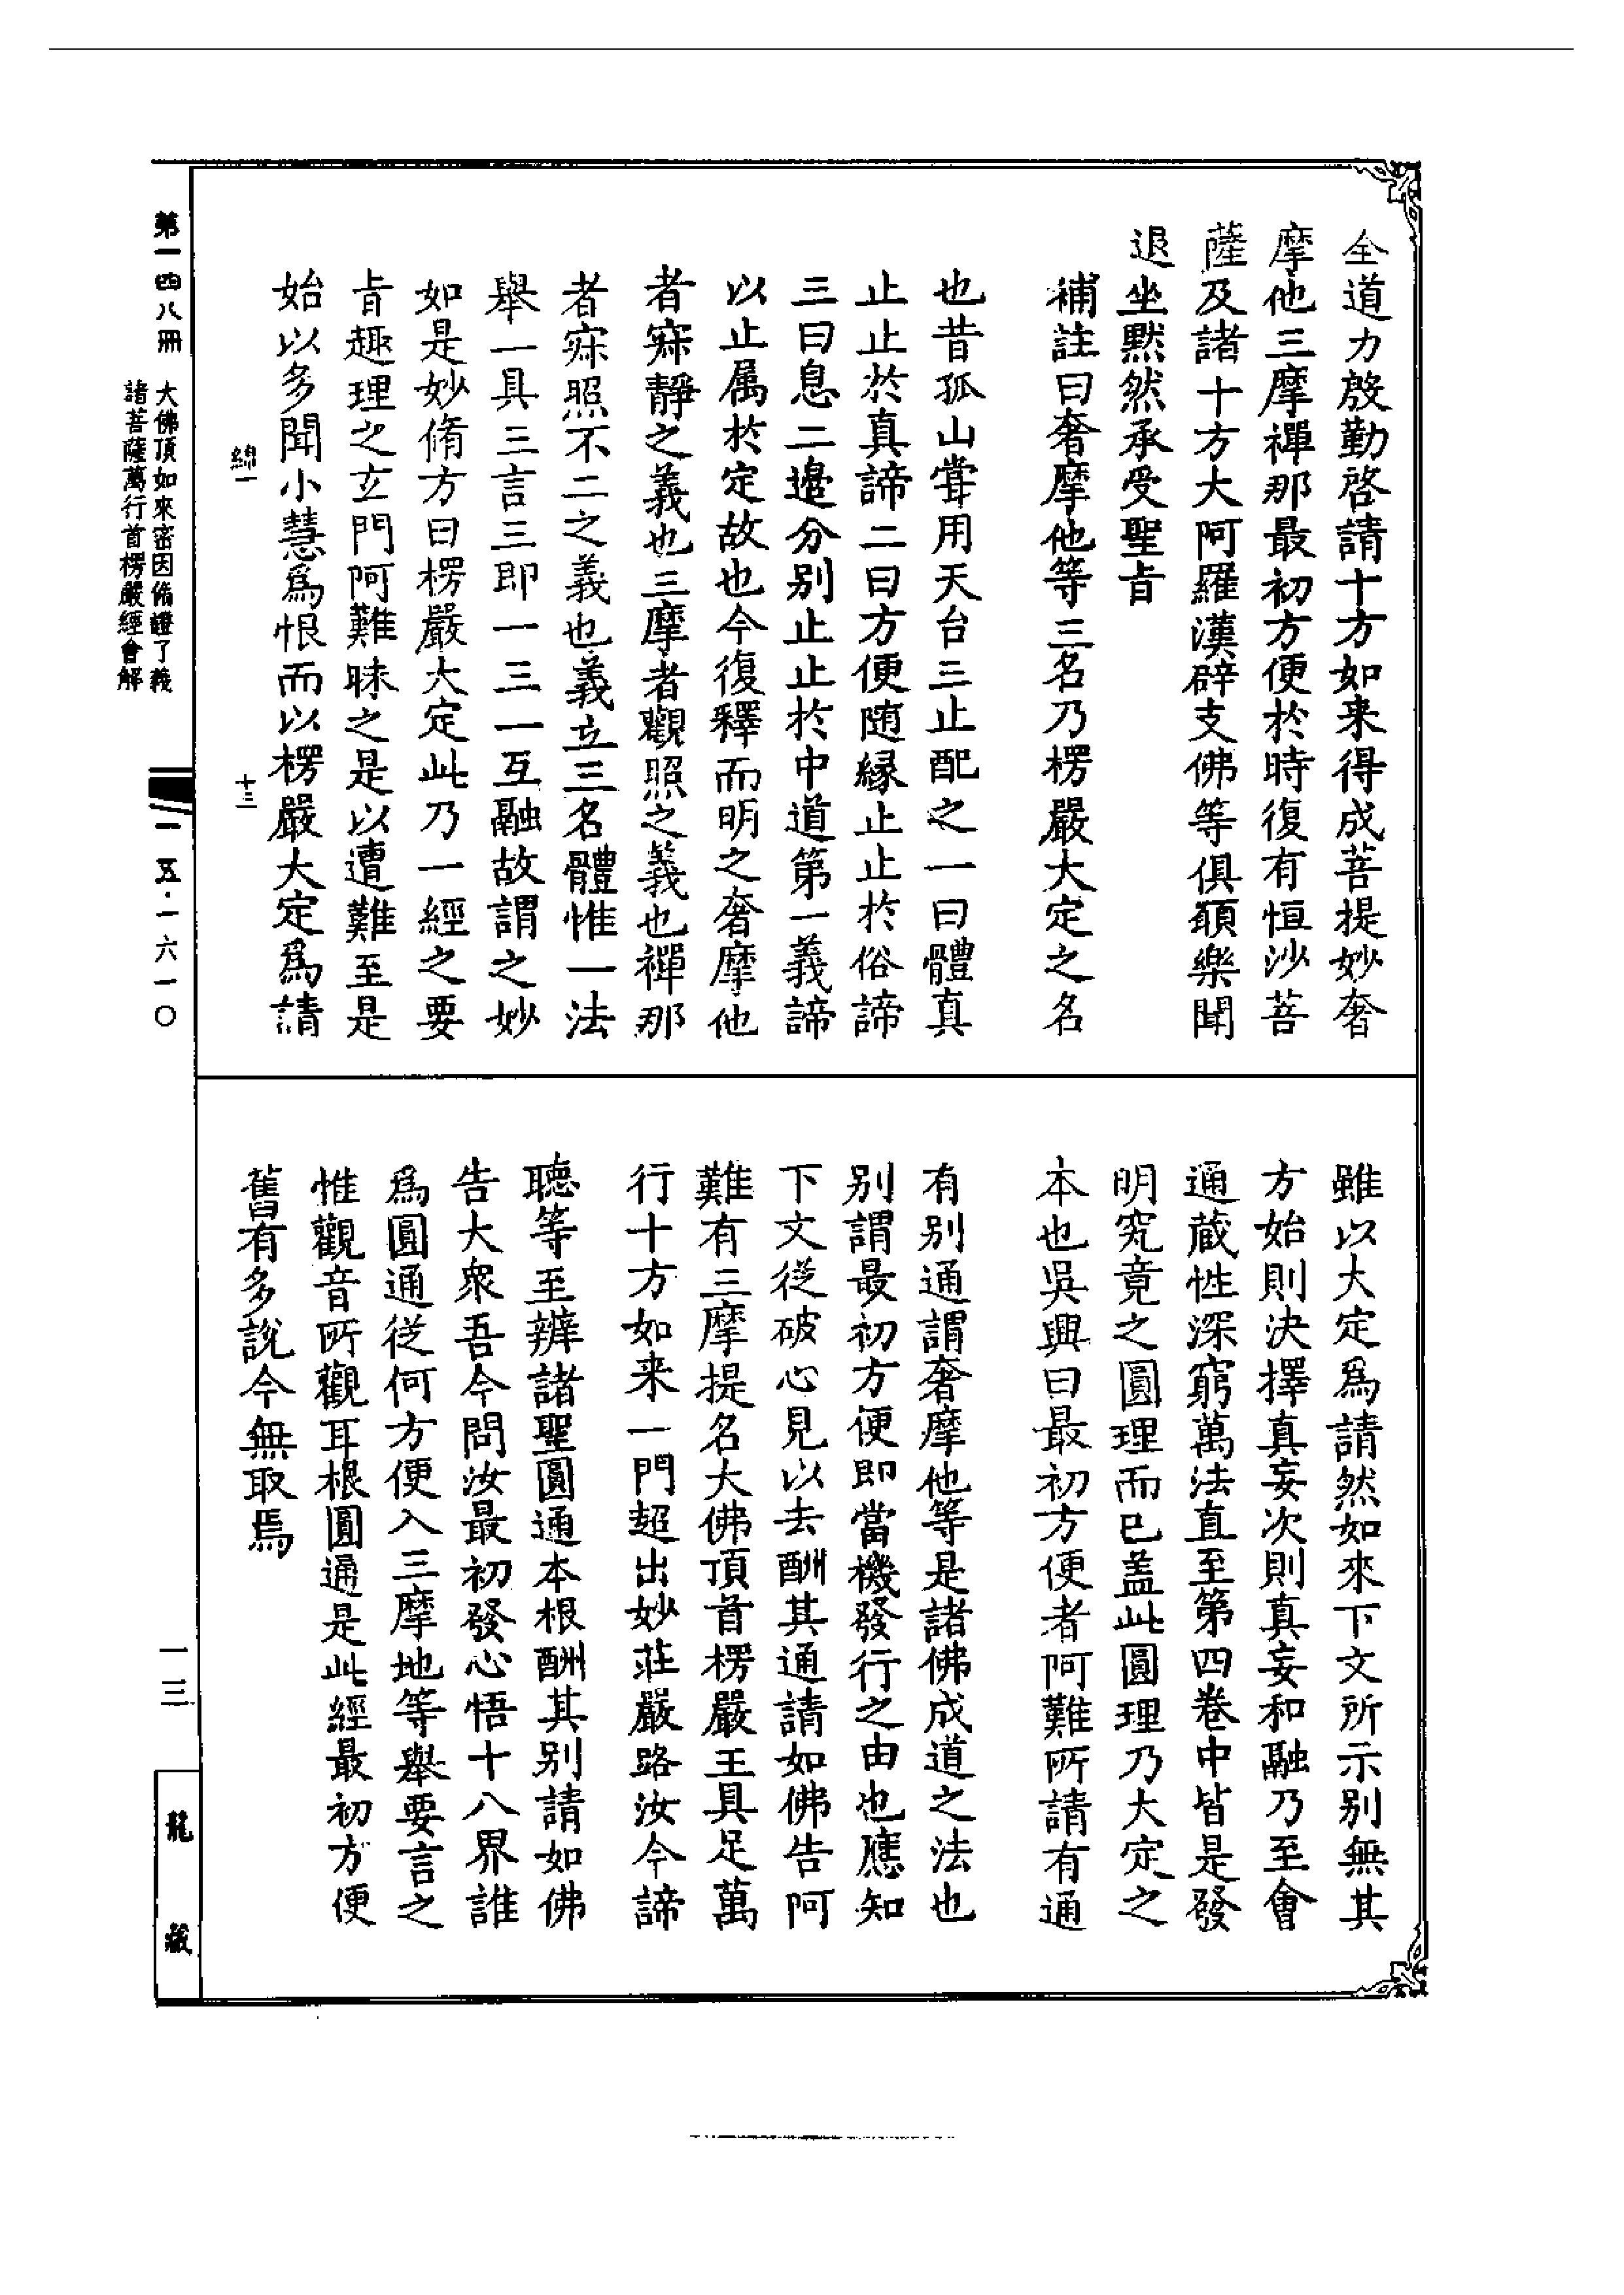 全道力殷勤啓請十方如来得成菩提妙奢
摩他三摩禪那最初方便於時復有恒沙菩
薩及諸十方大阿羅漢辟支佛等俱願樂聞
退坐默然承受聖旨
補註曰奢摩他等三名乃楞嚴大定之名
也昔孤山甞用天台三止配之一曰體真
止止於真諦二曰方便随縁止止於俗諦
三曰息二邊分别止止於中道第一義諦
以止属於定故也今復釋而明之奢摩他
者寂靜之義也三摩者觀照之義也禪那
者寂照不二之義也義立三名體惟一法
舉一具三言三即一三一互融故謂之妙
如是妙脩方曰楞嚴大定此乃一經之要
旨趣理之玄門阿難昧之是以遭難至是
始以多聞小慧爲恨而以楞嚴大定爲請
雖以大定爲請然如來下文所示别無其
方始則决擇真妄次則真妄和融乃至會
通蔵性深窮萬法直至第四卷中皆是發
明究竟之圓理而已盖此圓理乃大定之
本也吳興曰最初方便者阿難所請有通
有别通謂奢摩他等是諸佛成道之法也
别謂最初方便即當機發行之由也應知
下文從破心見以去酬其通請如佛告阿
難有三摩提名大佛頂首楞嚴王具足萬
行十方如来一門超出妙莊嚴路汝今諦
聽等至辨諸聖圓通本根酬其别請如佛
告大衆吾今問汝最初發心悟十八界誰
爲圓通從何方便入三摩地等舉要言之
惟觀音所觀耳根圓通是此經最初方便
舊有多説今無取焉
綿一
十三
第一四八冊
大佛頂如來密因脩證了義
諸菩薩萬行首楞嚴經會解
一五·一六一〇
一三
龍藏